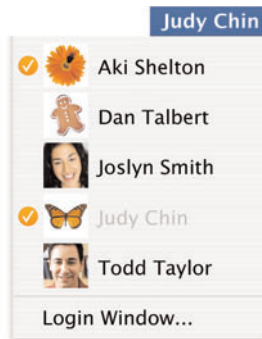 Judy Chin
Aki Shelton
Dan Talbert
Joslyn Smith
Judy Chin
Todd Taylor
Login Window...